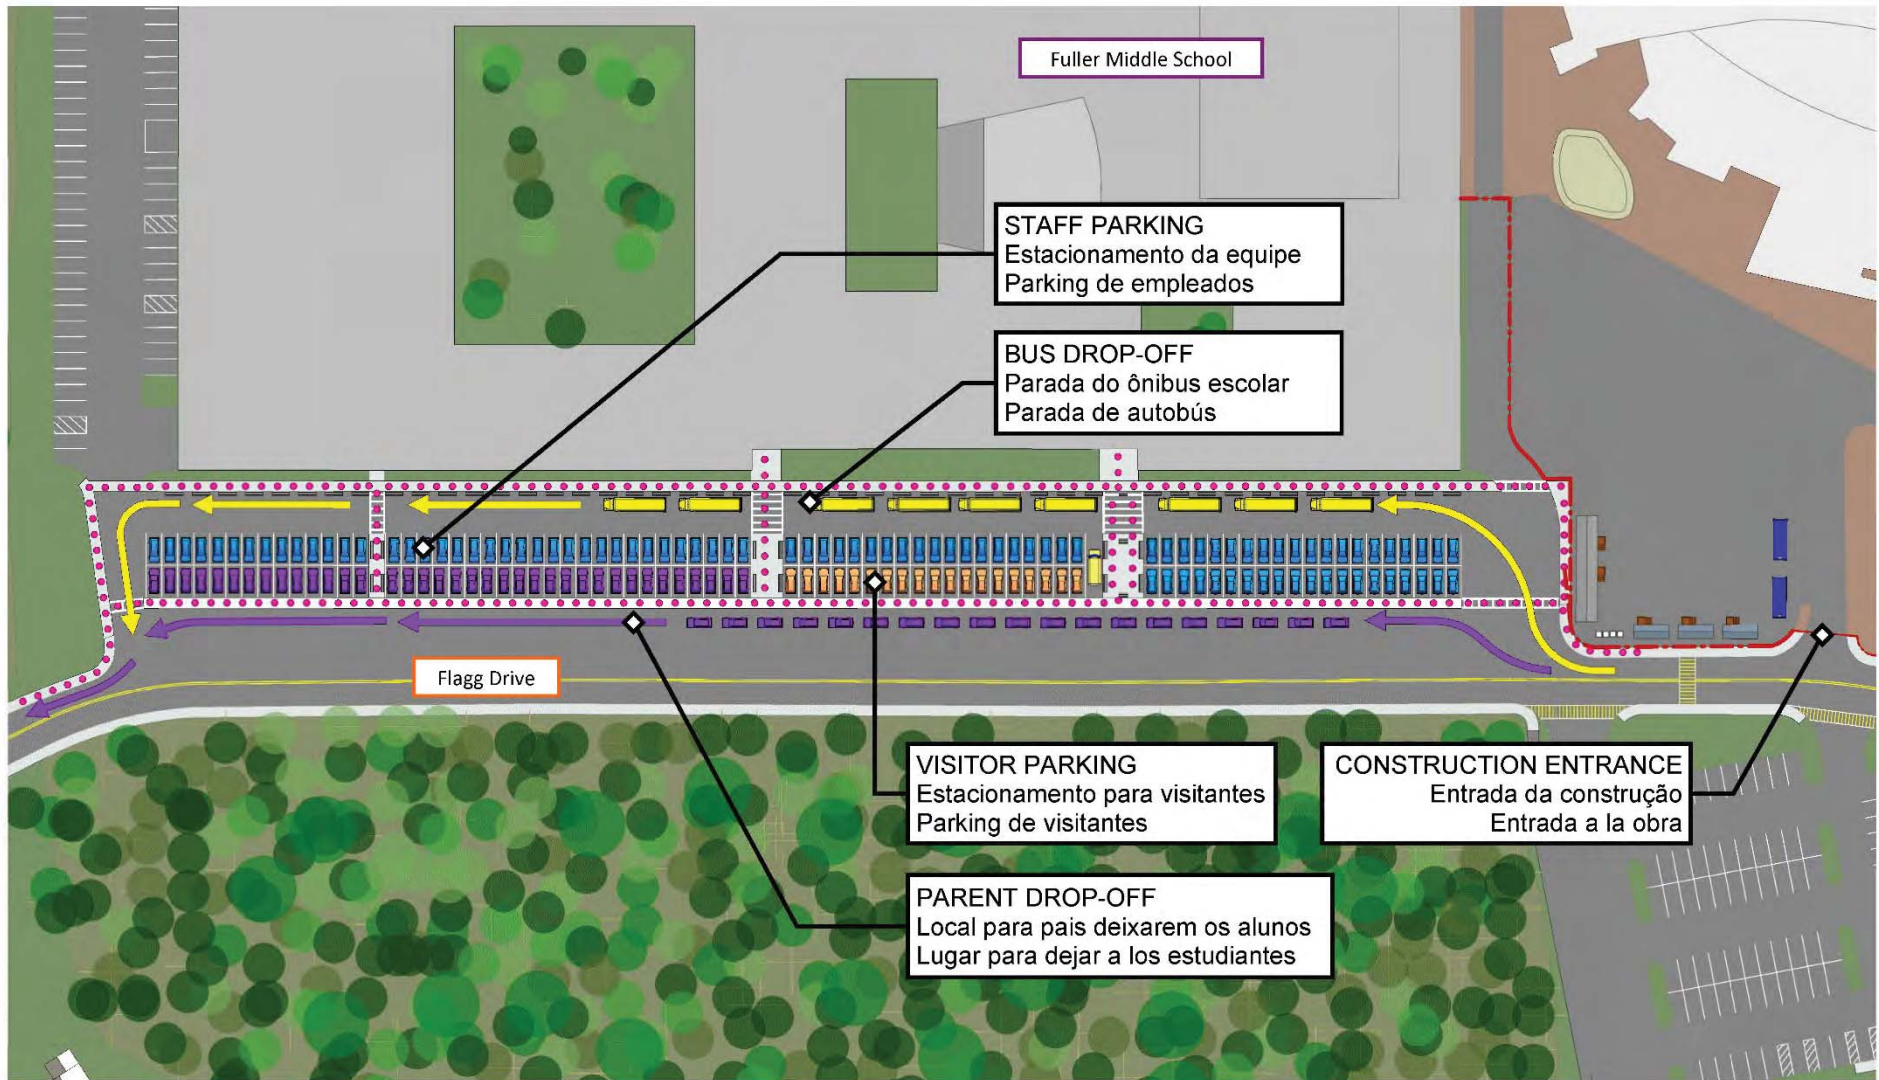 Fuller Middle School
STAFF PARKING
Estacionamento da equipe
Parking de empleados
BUS DROP-OFF
Parada do ônibus escolar
Parada de autobús
Flagg Drive
VISITOR PARKING
Estacionamento para visitantes
Parking de visitantes
CONSTRUCTION ENTRANCE
Entrada da construção
Entrada a la obra
PARENT DROP-OFF
Local para pais deixarem os alunos
Lugar para dejar a los estudiantes